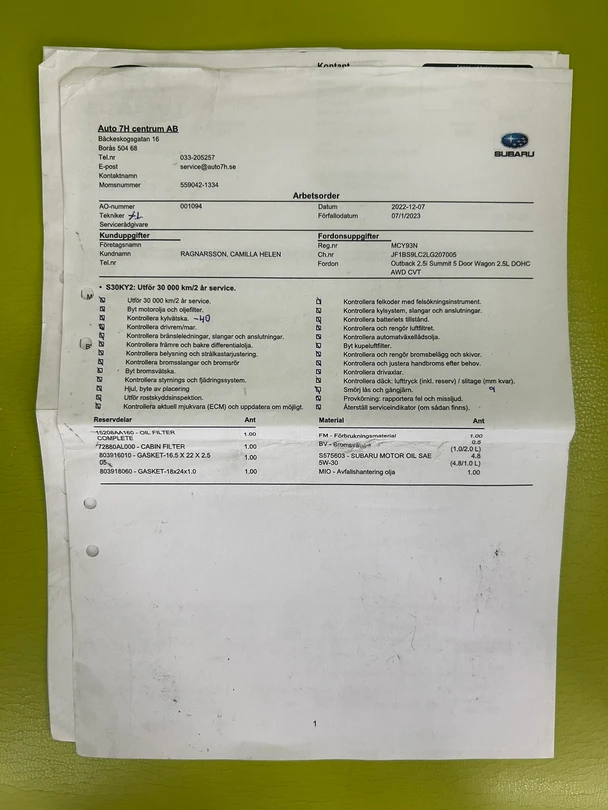 Kontant
Auto 7H centrum AB
Bäckeskogsgatan 16
Borås 504 68
Tel.nr 033-205257
E-post service@auto7h.se
Kontaktnamn
Momsnummer 559042-1334
SUBARU
Arbetsorder
AO-nummer 001094 Datum 2022-12-07
Tekniker Förfallodatum 07/1/2023
Servicerådgivare
Kunduppgifter Fordonsuppgifter
Företagsnamn Reg.nr MCY93N
Kundnamn RAGNARSSON, CAMILLA HELEN Ch.nr JF1BS9LC2LG207005
Tel.nr Fordon Outback 2.5i Summit 5 Door Wagon 2.5L DOHC
AWD CVT
• S30KY2: Utför 30 000 km/2 år service.
Utför 30 000 km/2 år service. Kontrollera felkoder med felsökningsinstrument.
Byt motorolja och oljefilter. Kontrollera kylsystem, slangar och anslutningar.
Kontrollera kylvätska. -40 Kontrollera batteriets tillstånd.
Kontrollera drivrem/mar. Kontrollera och rengör luftfiltret.
Kontrollera bränsleledningar, slangar och anslutningar. Kontrollera automatväxellådsolja.
Kontrollera främre och bakre differentialolja. Byt kupeluftfilter.
Kontrollera belysning och strålkastarjustering. Kontrollera och rengör bromsbelägg och skivor.
Kontrollera bromsslangar och bromsrör Kontrollera och justera handbroms efter behov.
Byt bromsvätska. Kontrollera drivaxlar.
Kontrollera styrnings och fjädringssystem. Kontrollera däck; lufttryck (inkl. reserv) / slitage (mm kvar).
Hjul, byte av placering Smörj lås och gångjärn.
Utför rostskyddsinspektion. Provkörning: rapportera fel och missljud.
Kontrollera aktuell mjukvara (ECM) och uppdatera om möjligt. Återställ serviceindikator (om sådan finns).
Reservdelar Ant Material Ant
15208AA160 - OIL FILTER COMPLETE 1.00 FM - Förbrukningsmaterial 1.00
72880AL000 - CABIN FILTER 1.00 BV - Bromsvätska 0.5
(1.0/2.0 L)
803916010 - GASKET-16.5 X 22 X 2.5 1.00 S575603 - SUBARU MOTOR OIL SAE 4.8
05 5W-30 (4.8/1.0 L)
803918060 - GASKET-18x24x1.0 1.00 MIO - Avfallshantering olja 1.00
1